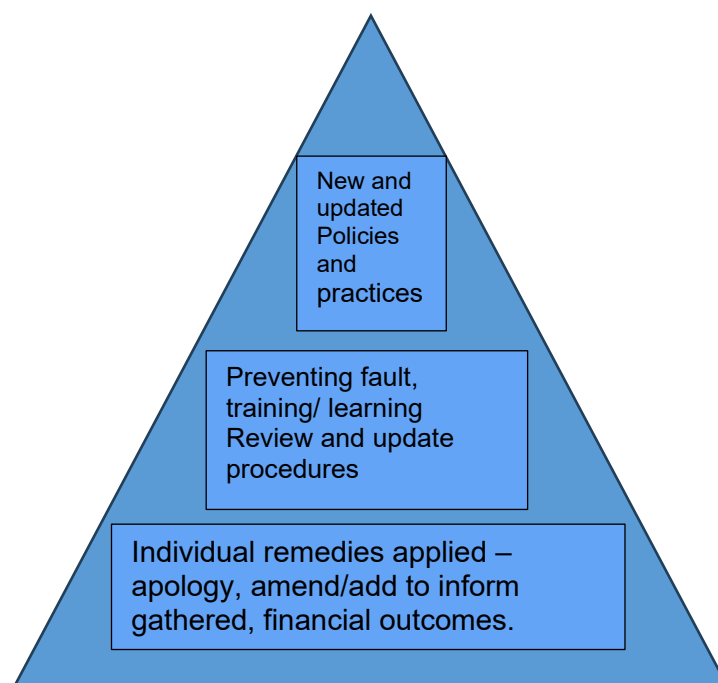 New and
updated
Policies
and
practices
Preventing fault,
training/ learning
Review and update
procedures
Individual remedies applied –
apology, amend/add to inform
gathered, financial outcomes.